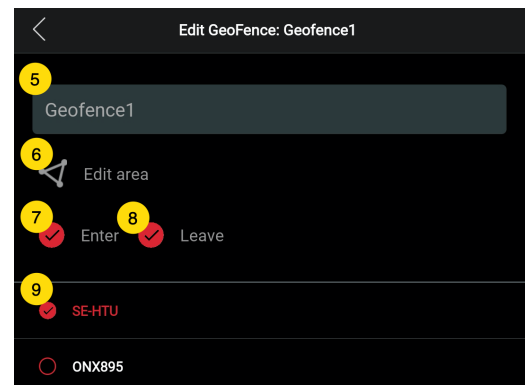 Edit GeoFence: Geofence1
5
Geofence1
6
Edit area
7
Enter
8
Leave
9
SE-HTU
ONX895